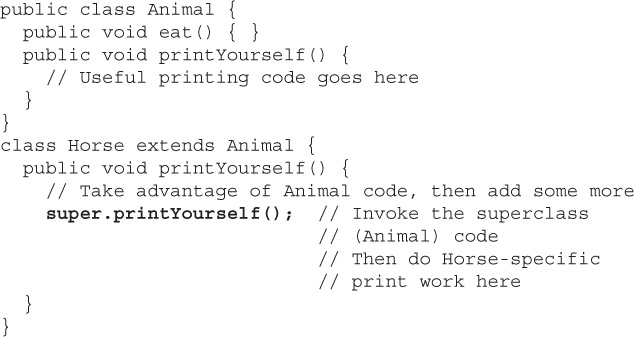 public class Animal {
  public void eat() { }
  public void printYourself() {
    // Useful printing code goes here
  }
}
class Horse extends Animal {
  public void printYourself() {
    // Take advantage of Animal code, then add some more
    super.printYourself();  // Invoke the superclass
                            // (Animal) code
                            // Then do Horse-specific
                            // print work here
  }
}